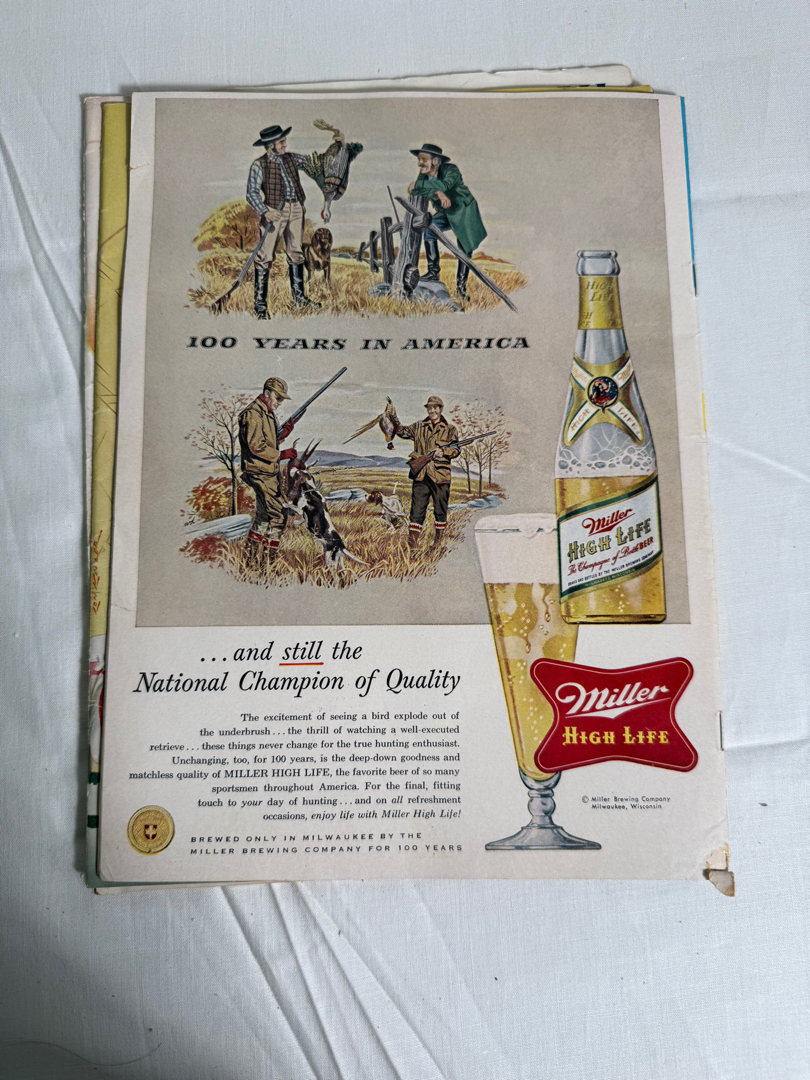 100 YEARS IN AMERICA
HIGH
LIFE
HIGH LIFE
Miller
HIGH LIFE
The Champagne of Bottle BEER
...and still the
National Champion of Quality
Miller
HIGH LIFE
The excitement of seeing a bird explode out of
the underbrush...the thrill of watching a well-executed
retrieve...these things never change for the true hunting enthusiast.
Unchanging, too, for 100 years, is the deep-down goodness and
matchless quality of MILLER HIGH LIFE, the favorite beer of so many
sportsmen throughout America. For the final, fitting
touch to your day of hunting...and on all refreshment
occasions, enjoy life with Miller High Life!
© Miller Brewing Company
Milwaukee, Wisconsin
BREWED ONLY IN MILWAUKEE BY THE
MILLER BREWING COMPANY FOR 100 YEARS